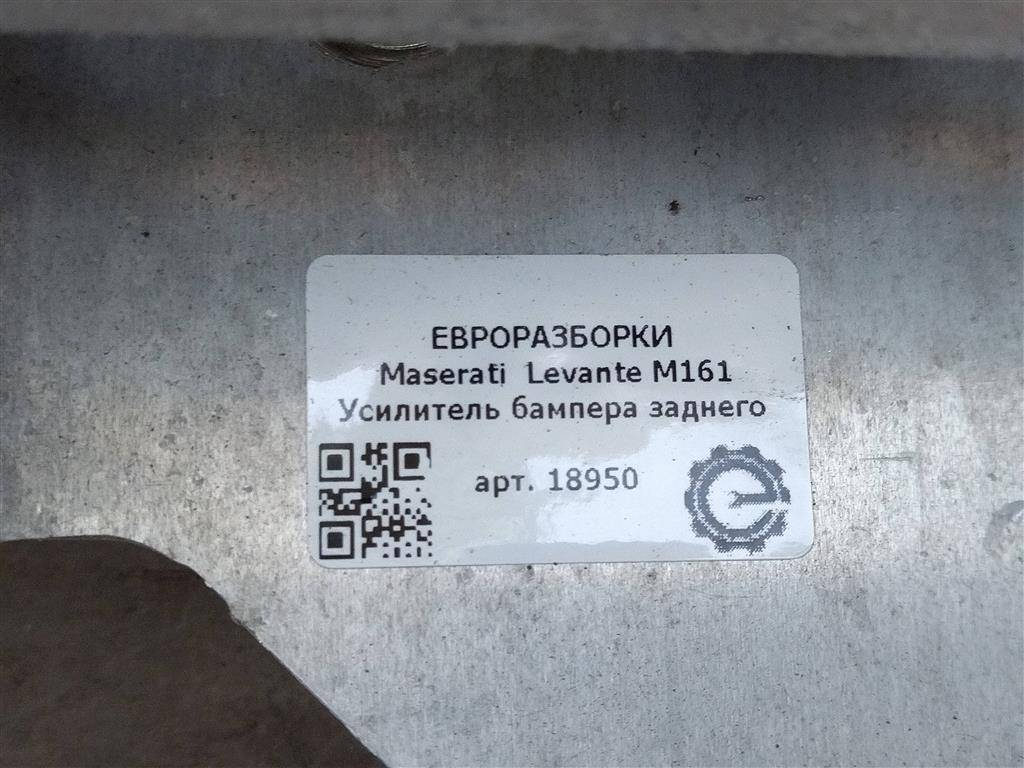 ЕВРОРАЗБОРКИ
Maserati Levante M161
Усилитель бампера заднего
арт. 18950